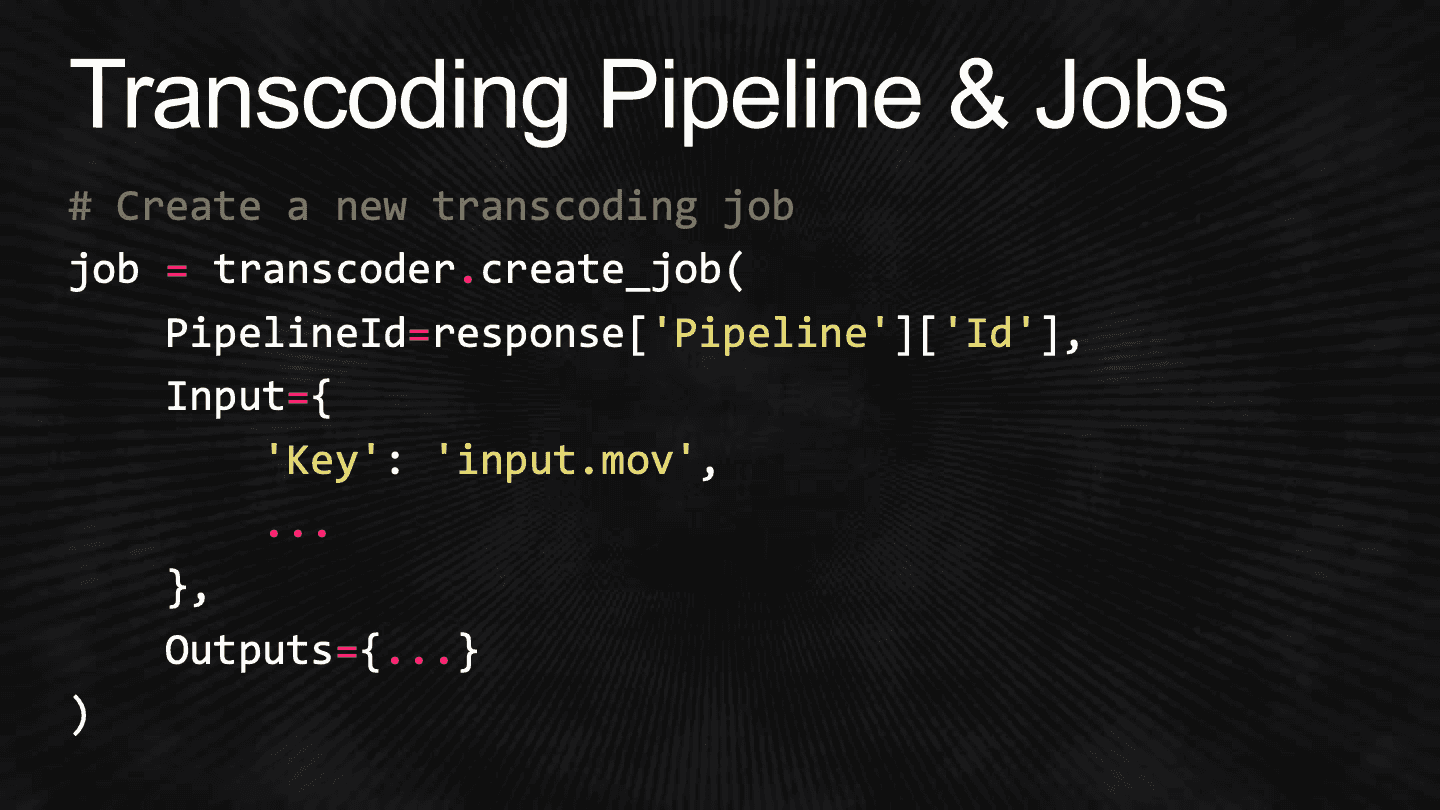 Transcoding Pipeline & Jobs
# Create a new transcoding job
job = transcoder.create_job(
    PipelineId=response['Pipeline']['Id'],
    Input={
        'Key': 'input.mov',
        ...
    },
    Outputs={...}
)